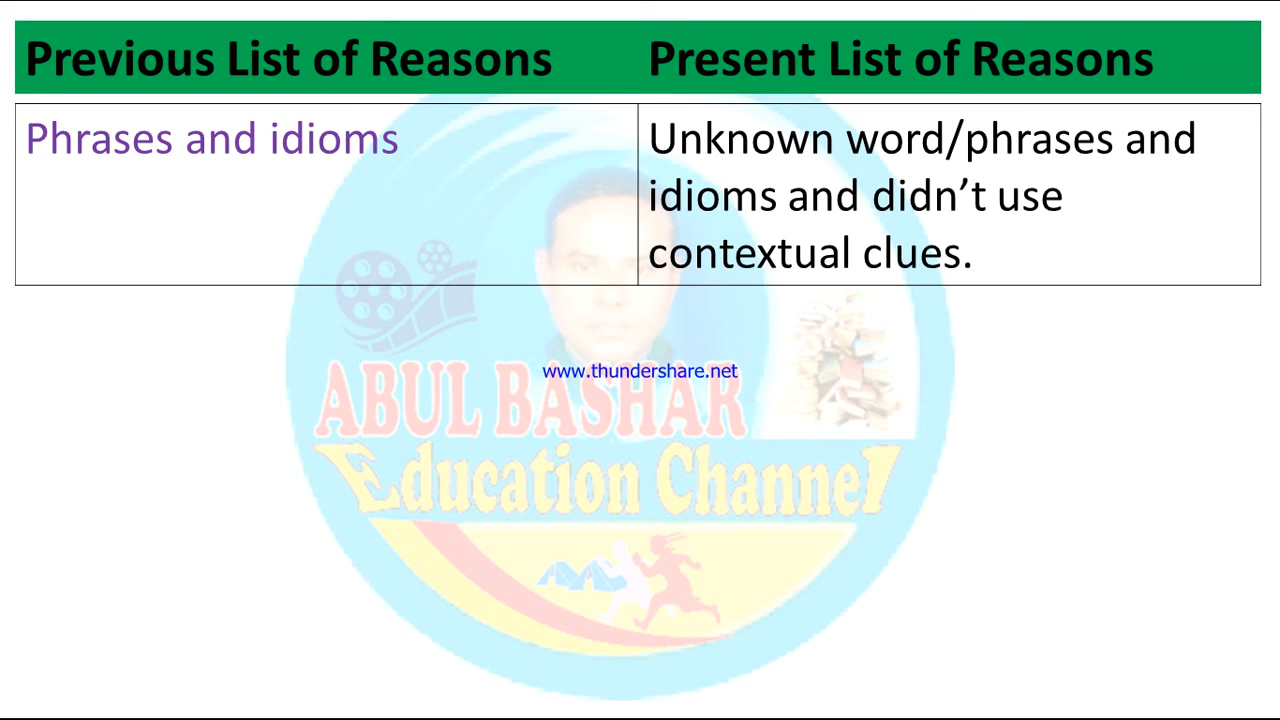 Previous List of Reasons
Present List of Reasons
Phrases and idioms
Unknown word/phrases and
idioms and didn’t use
contextual clues.
www.thundershare.net
ABUL BASHAR
Education Channel